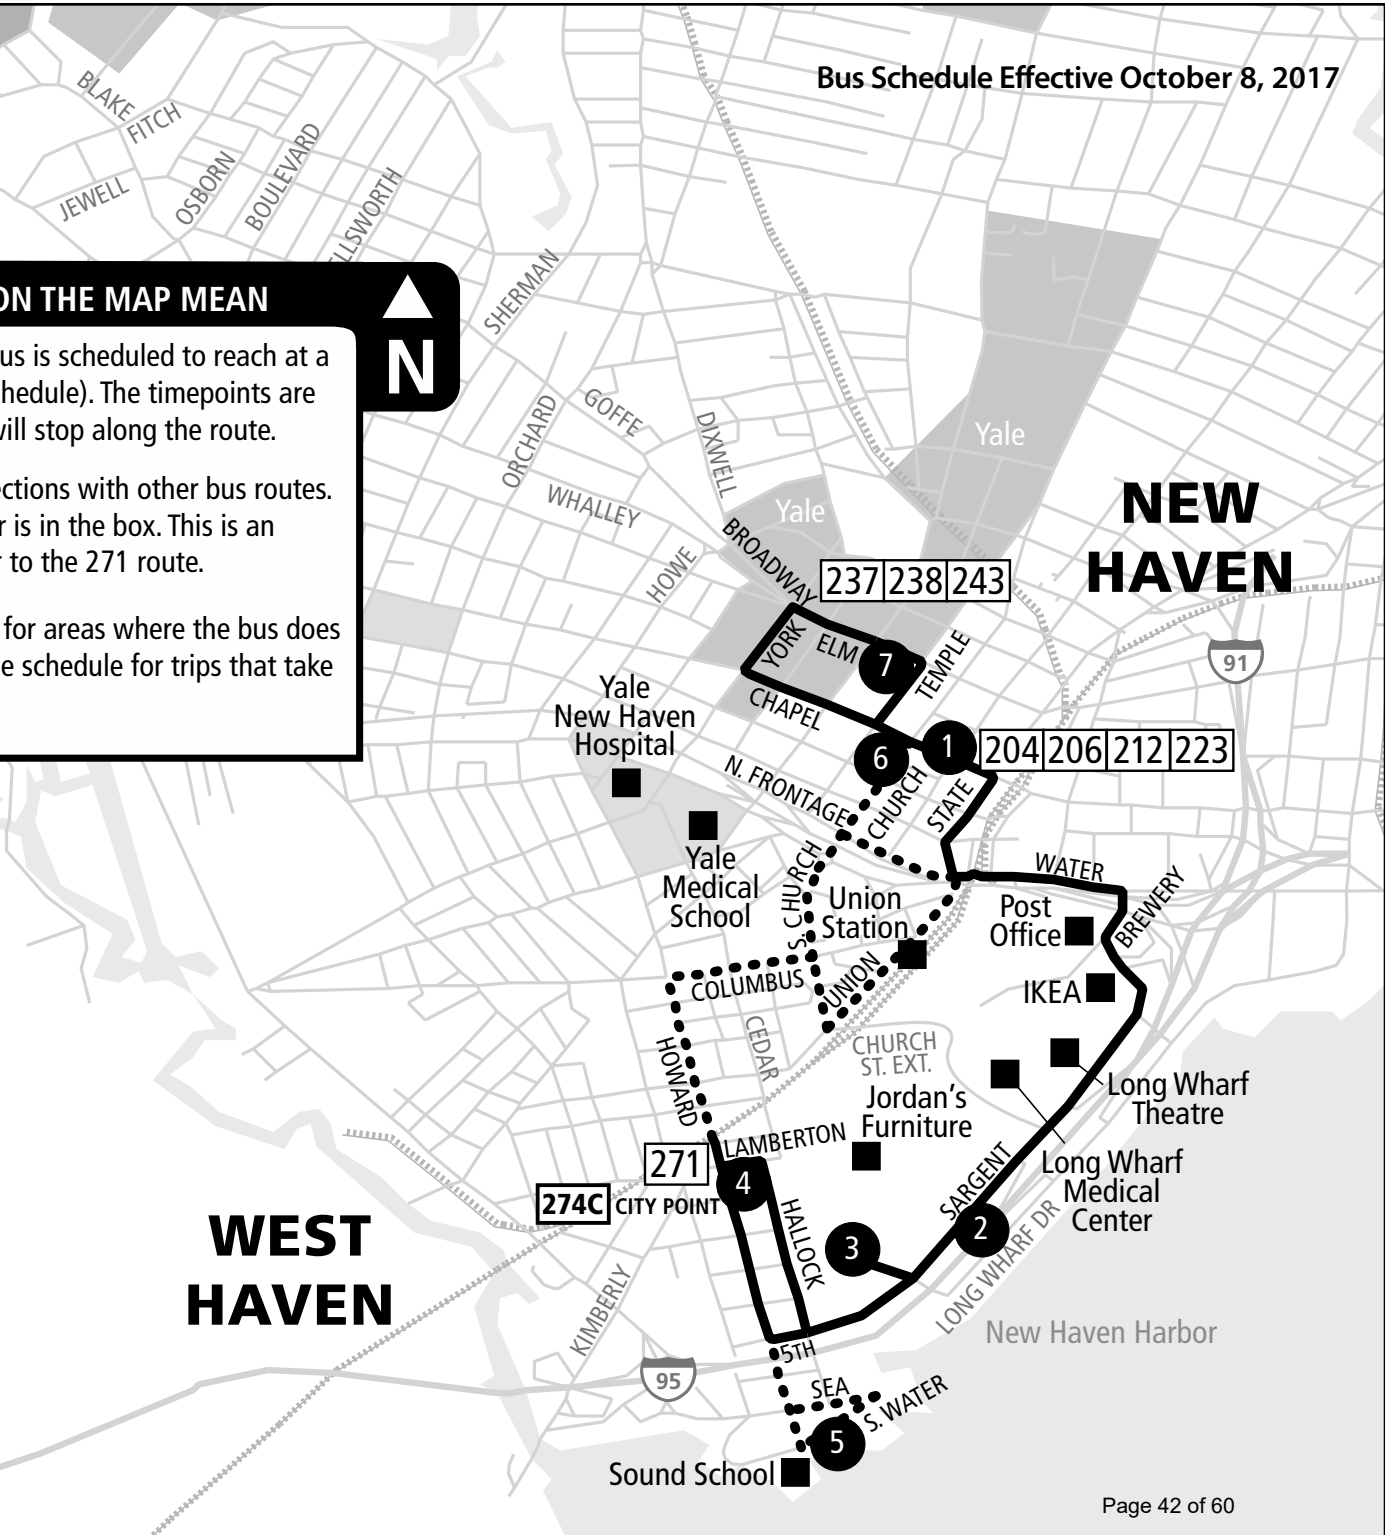 Bus Schedule Effective October 8, 2017
BLAKE
FITCH
JEWELL
OSBORN
BOULEVARD
ELLSWORTH
SHERMAN
ON THE MAP MEAN
N
us is scheduled to reach at a
hedule). The timepoints are
will stop along the route.
ections with other bus routes.
r is in the box. This is an
r to the 271 route.
for areas where the bus does
e schedule for trips that take
ORCHARD
GOFFE
DIXWELL
WHALLEY
HOWE
Yale
Yale
NEW
HAVEN
BROADWAY
237 238 243
YORK
ELM
7
TEMPLE
91
CHAPEL
Yale
New Haven
Hospital
6
1
204 206 212 223
N. FRONTAGE
CHURCH
STATE
Yale
Medical
School
S. CHURCH
Union
Station
WATER
Post
Office
BREWERY
IKEA
COLUMBUS
UNION
CEDAR
HOWARD
CHURCH
ST. EXT.
Jordan's
Furniture
Long Wharf
Theatre
LAMBERTON
271
4
274C CITY POINT
HALLOCK
SARGENT
Long Wharf
Medical
Center
2
3
LONG WHARF DR
WEST
HAVEN
KIMBERLY
New Haven Harbor
5TH
95
SEA
S. WATER
5
Sound School
Page 42 of 60